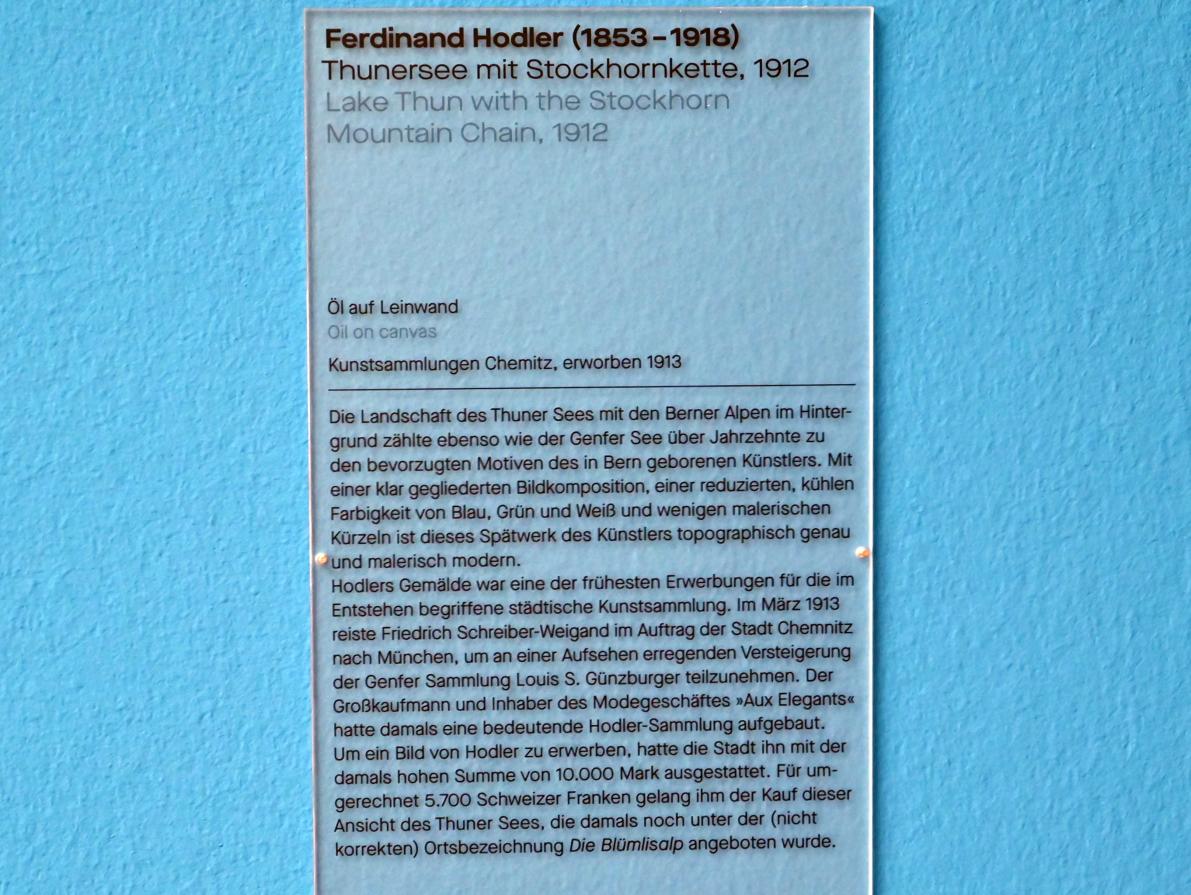 Ferdinand Hodler (1853–1918)
Thunersee mit Stockhornkette, 1912
Lake Thun with the Stockhorn
Mountain Chain, 1912
Öl auf Leinwand
Oil on canvas
Kunstsammlungen Chemitz, erworben 1913
Die Landschaft des Thuner Sees mit den Berner Alpen im Hinter-
grund zählte ebenso wie der Genfer See über Jahrzehnte zu
den bevorzugten Motiven des in Bern geborenen Künstlers. Mit
einer klar gegliederten Bildkomposition, einer reduzierten, kühlen
Farbigkeit von Blau, Grün und Weiß und wenigen malerischen
Kürzeln ist dieses Spätwerk des Künstlers topographisch genau
und malerisch modern.
Hodlers Gemälde war eine der frühesten Erwerbungen für die im
Entstehen begriffene städtische Kunstsammlung. Im März 1913
reiste Friedrich Schreiber-Weigand im Auftrag der Stadt Chemnitz
nach München, um an einer Aufsehen erregenden Versteigerung
der Genfer Sammlung Louis S. Günzburger teilzunehmen. Der
Großkaufmann und Inhaber des Modegeschäftes »Aux Elegants«
hatte damals eine bedeutende Hodler-Sammlung aufgebaut.
Um ein Bild von Hodler zu erwerben, hatte die Stadt ihn mit der
damals hohen Summe von 10.000 Mark ausgestattet. Für um-
gerechnet 5.700 Schweizer Franken gelang ihm der Kauf dieser
Ansicht des Thuner Sees, die damals noch unter der (nicht
korrekten) Ortsbezeichnung Die Blümlisalp angeboten wurde.